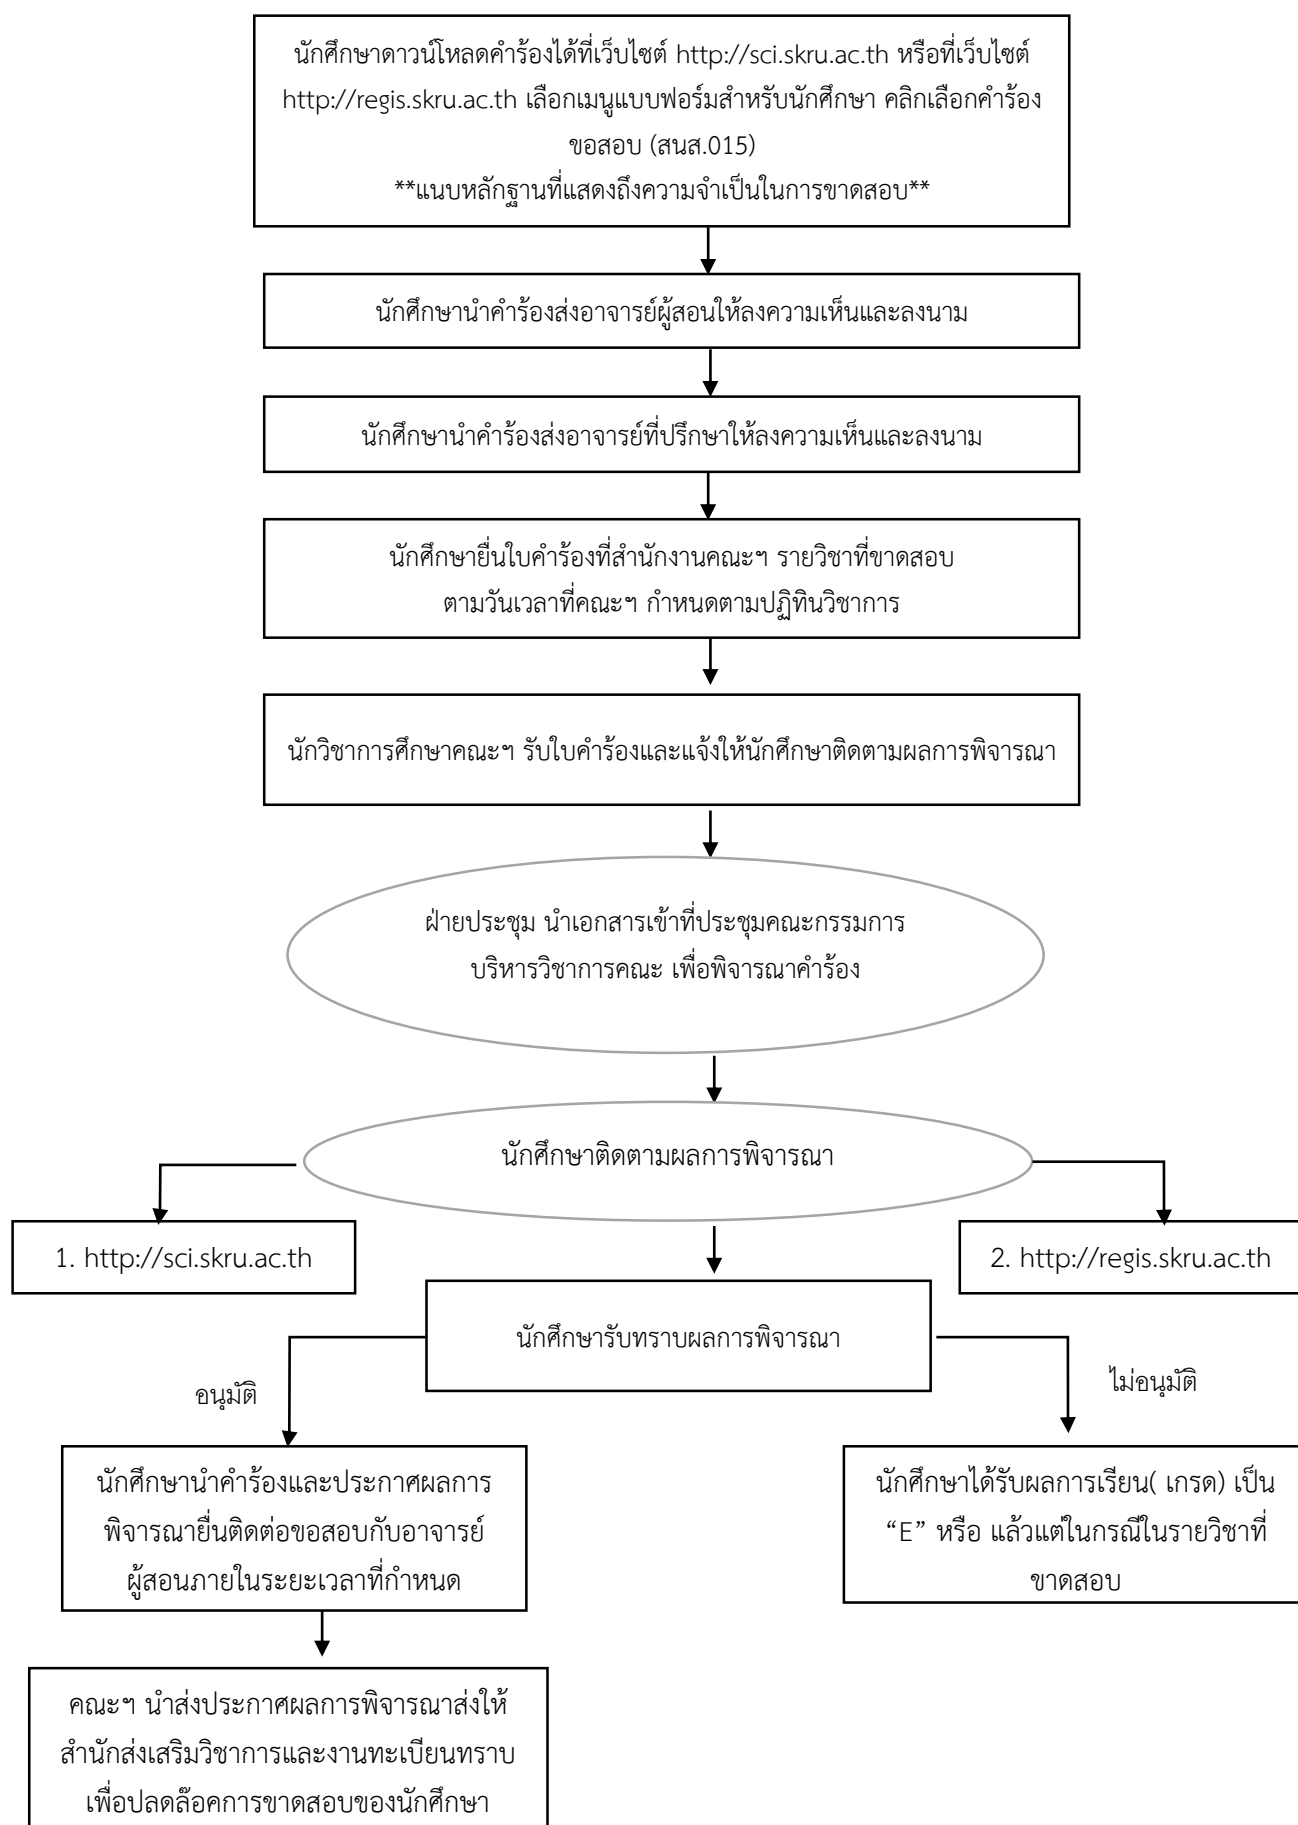 นักศึกษาดาวน์โหลดคำร้องได้ที่เว็บไซต์ http://sci.skru.ac.th หรือที่เว็บไซต์
http://regis.skru.ac.th เลือกเมนูแบบฟอร์มสำหรับนักศึกษา คลิกเลือกคำร้อง
ขอสอบ (สนส.015)
**แนบหลักฐานที่แสดงถึงความจำเป็นในการขาดสอบ**
นักศึกษานำคำร้องส่งอาจารย์ผู้สอนให้ลงความเห็นและลงนาม
นักศึกษานำคำร้องส่งอาจารย์ที่ปรึกษาให้ลงความเห็นและลงนาม
นักศึกษายื่นใบคำร้องที่สำนักงานคณะฯ รายวิชาที่ขาดสอบ
ตามวันเวลาที่คณะฯ กำหนดตามปฏิทินวิชาการ
นักวิชาการศึกษาคณะฯ รับใบคำร้องและแจ้งให้นักศึกษาติดตามผลการพิจารณา
ฝ่ายประชุม นำเอกสารเข้าที่ประชุมคณะกรรมการ
บริหารวิชาการคณะ เพื่อพิจารณาคำร้อง
นักศึกษาติดตามผลการพิจารณา
1. http://sci.skru.ac.th
2. http://regis.skru.ac.th
นักศึกษารับทราบผลการพิจารณา
อนุมัติ
ไม่อนุมัติ
นักศึกษานำคำร้องและประกาศผลการ
พิจารณายื่นติดต่อขอสอบกับอาจารย์
ผู้สอนภายในระยะเวลาที่กำหนด
นักศึกษาได้รับผลการเรียน( เกรด) เป็น
“E” หรือ แล้วแต่ในกรณีในรายวิชาที่
ขาดสอบ
คณะฯ นำส่งประกาศผลการพิจารณาส่งให้
สำนักส่งเสริมวิชาการและงานทะเบียนทราบ
เพื่อปลดล๊อคการขาดสอบของนักศึกษา